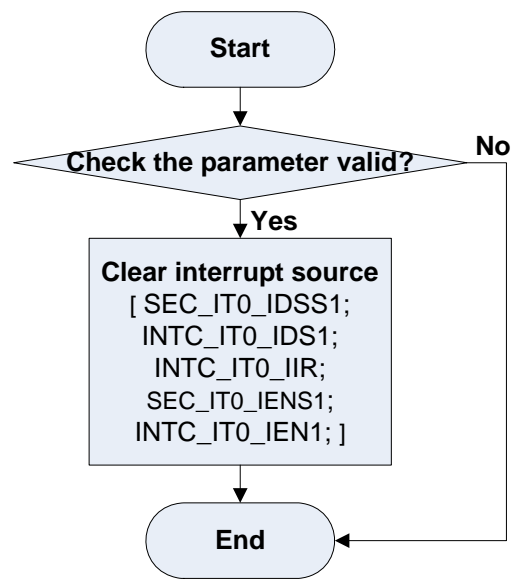 Start
Check the parameter valid?
No
Yes
Clear interrupt source
[ SEC_IT0_IDSS1;
INTC_IT0_IDS1;
INTC_IT0_IIR;
SEC_IT0_IENS1;
INTC_IT0_IEN1; ]
End